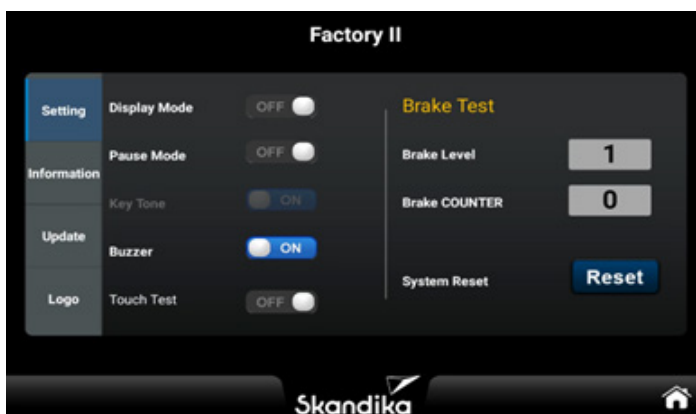 Factory II
Setting
Information
Update
Logo
Display Mode OFF
Pause Mode OFF
Key Tone ON
Buzzer ON
Touch Test OFF
Brake Test
Brake Level 1
Brake COUNTER 0
System Reset Reset
Skandika